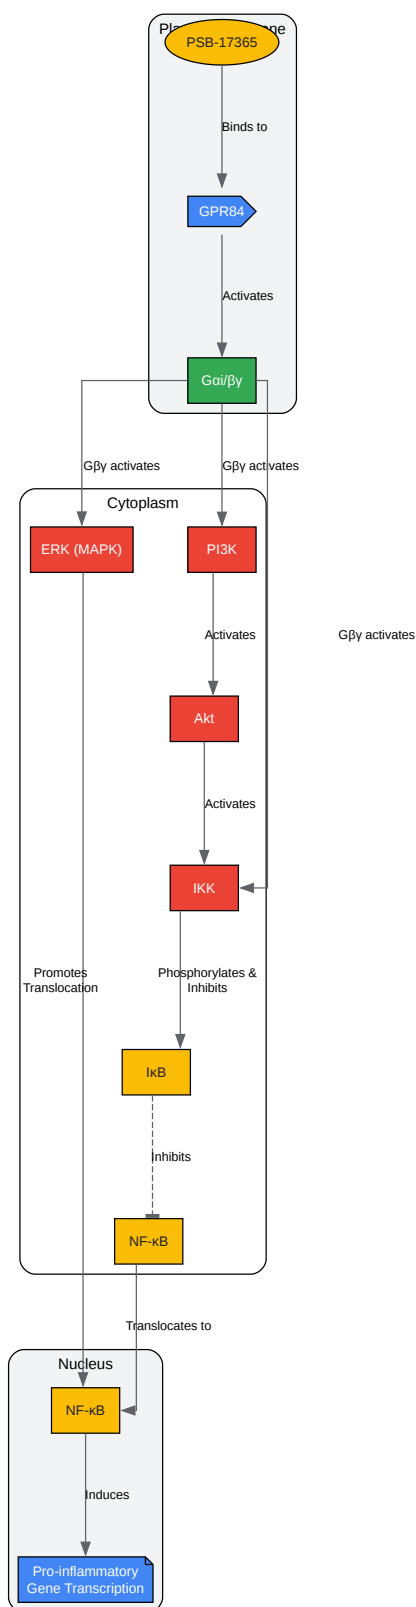 PSB-17365
Binds to
GPR84
Activates
Gαi/βγ
Gβγ activates
Gβγ activates
Cytoplasm
ERK (MAPK)
PI3K
Activates
Gβγ activates
Akt
Activates
IKK
Promotes
Translocation
Phosphorylates &
Inhibits
IκB
Inhibits
NF-κB
Translocates to
Nucleus
NF-κB
Induces
Pro-inflammatory
Gene Transcription